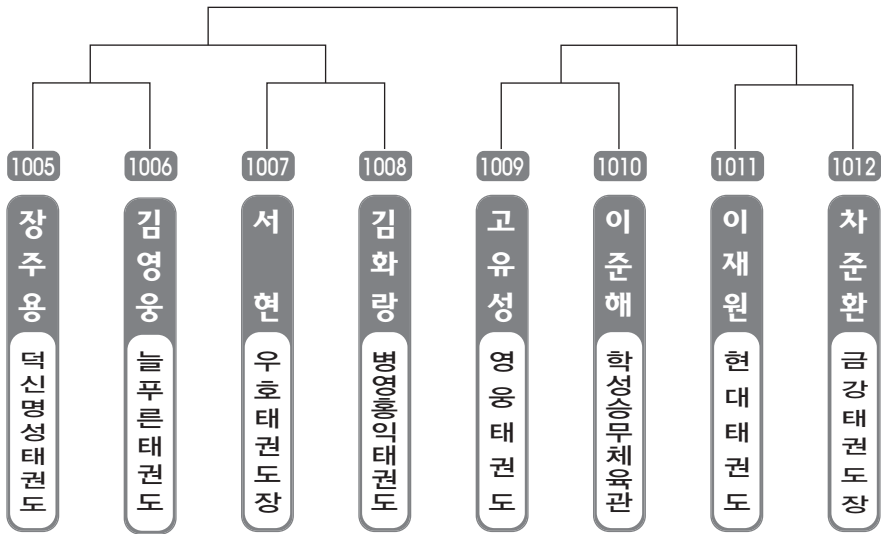 1005
장주용
덕신명성태권도
1006
김영웅
늘푸른태권도
1007
서 현
우호태권도장
1008
김화랑
병영홍익태권도
1009
고유성
영웅태권도
1010
이준해
학성승무체육관
1011
이재원
현대태권도
1012
차준환
금강태권도장